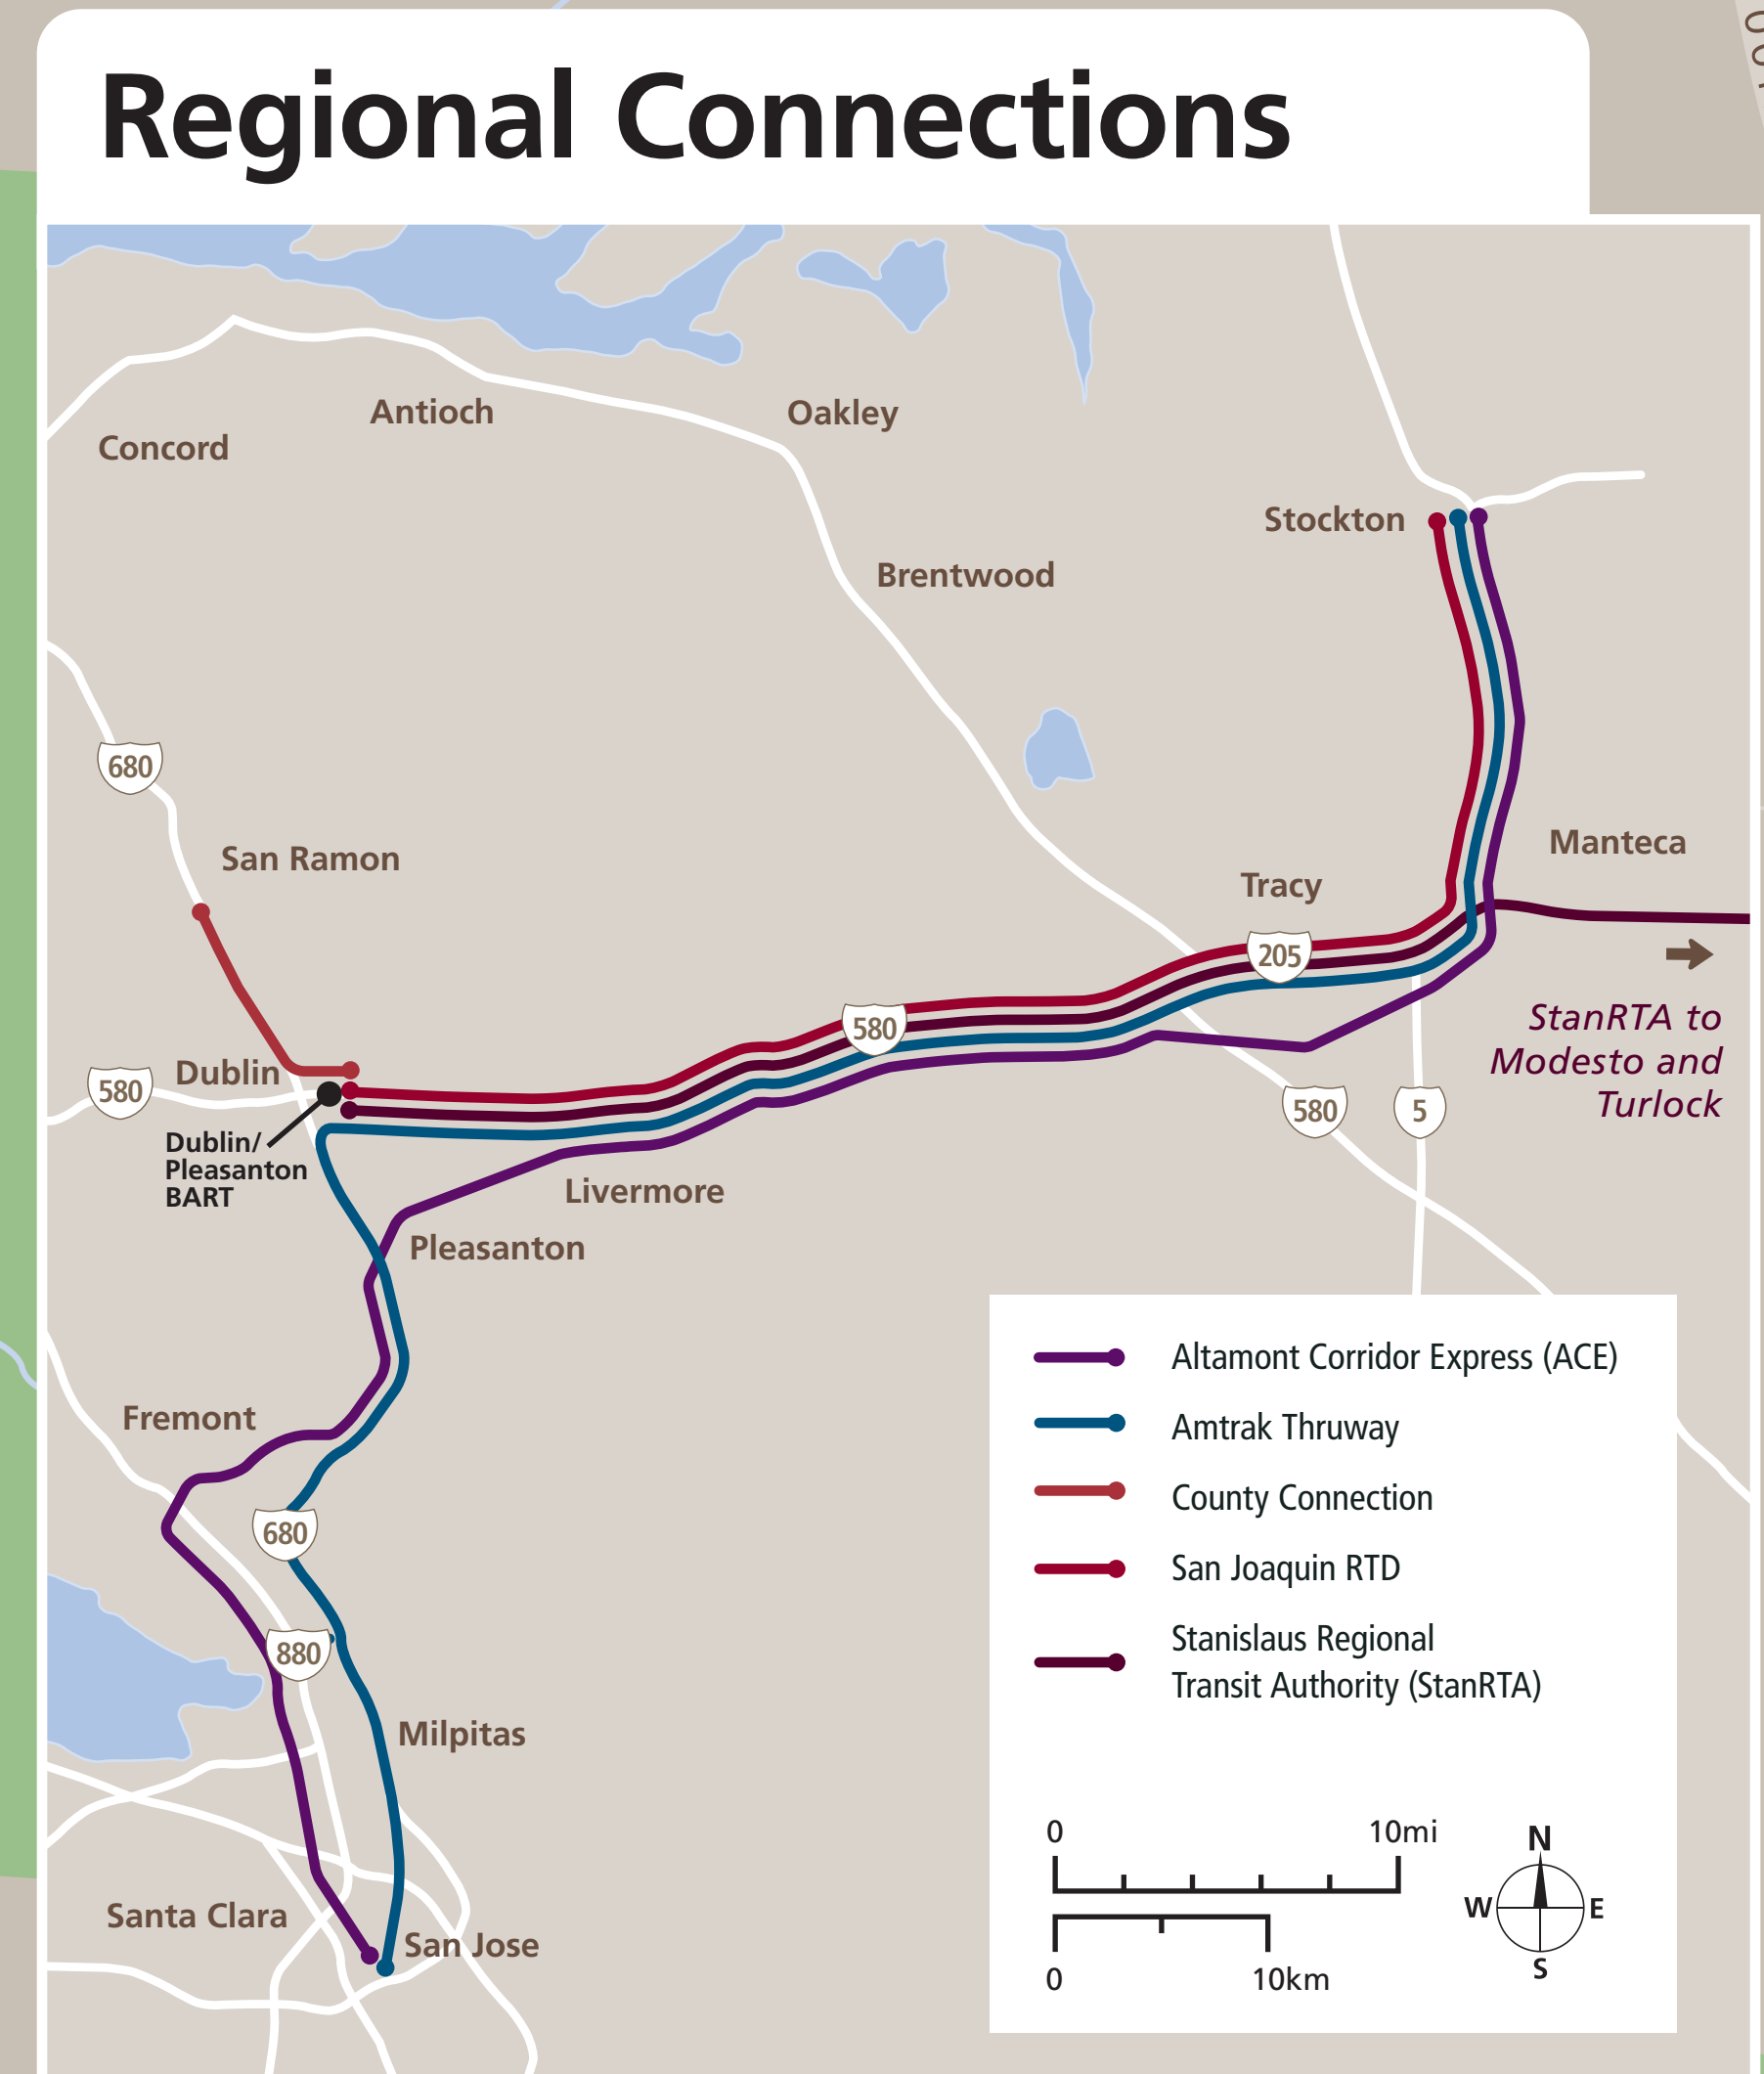 Regional Connections
Antioch
Oakley
Concord
Stockton
Brentwood
680
San Ramon
Manteca
Tracy
205
580
StanRTA to
Modesto and
Turlock
Dublin
580
580
5
Dublin/
Pleasanton
BART
Livermore
Pleasanton
Fremont
680
880
Milpitas
Santa Clara
San Jose
Altamont Corridor Express (ACE)
Amtrak Thruway
County Connection
San Joaquin RTD
Stanislaus Regional
Transit Authority (StanRTA)
0 10mi
0 10km
N
W E
S